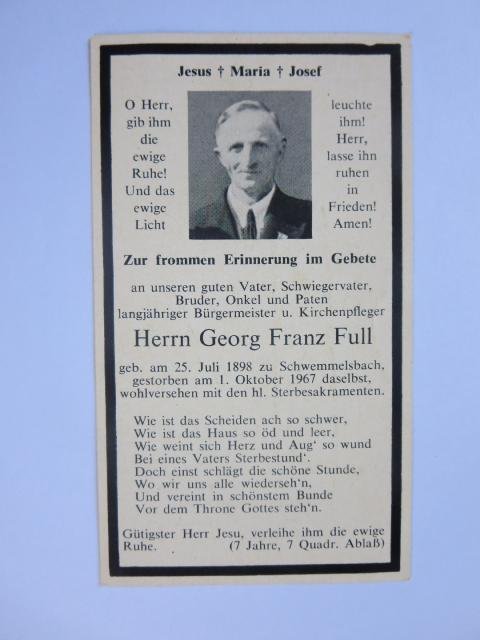 Jesus † Maria † Josef
O Herr,
gib ihm
die
ewige
Ruhe!
Und das
ewige
Licht
leuchte
ihm!
Herr,
lasse ihn
ruhen
in
Frieden!
Amen!
Zur frommen Erinnerung im Gebete
an unseren guten Vater, Schwiegervater,
Bruder, Onkel und Paten
langjähriger Bürgermeister u. Kirchenpfleger
Herrn Georg Franz Full
geb. am 25. Juli 1898 zu Schwemmelsbach,
gestorben am 1. Oktober 1967 daselbst,
wohlversehen mit den hl. Sterbesakramenten.
Wie ist das Scheiden ach so schwer,
Wie ist das Haus so öd und leer,
Wie weint sich Herz und Aug' so wund
Bei eines Vaters Sterbestund'.
Doch einst schlägt die schöne Stunde,
Wo wir uns alle wiederseh'n,
Und vereint in schönstem Bunde
Vor dem Throne Gottes steh'n.
Gütigster Herr Jesu, verleihe ihm die ewige
Ruhe. (7 Jahre, 7 Quadr. Ablaß)